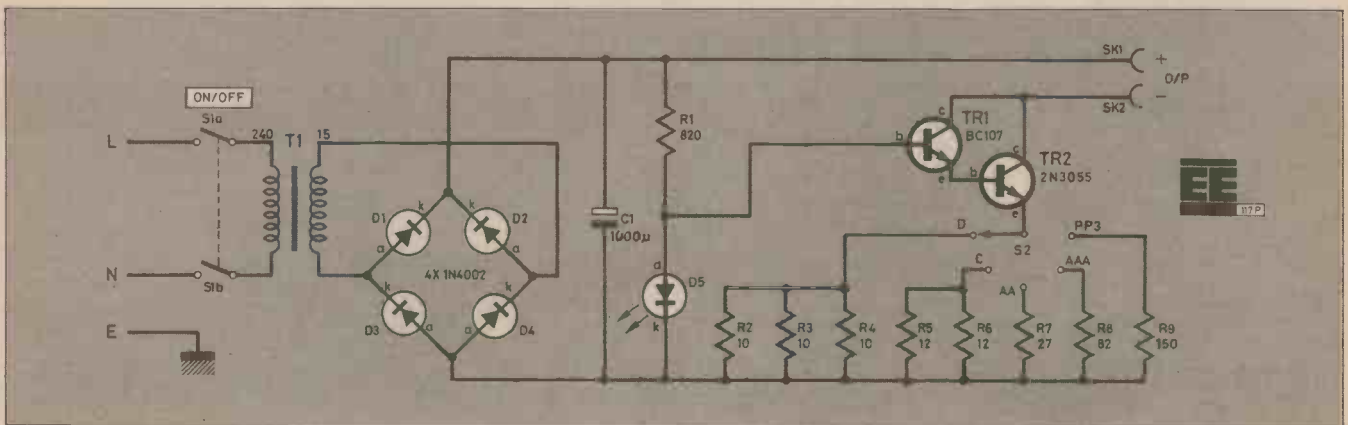 ON/OFF
S1a
240
T1
15
L
N
S1b
E
D1
k
a
k
D2
a
4X 1N4002
k
D3
a
k
a
D4
C1
1000µ
R1
820
a
D5
k
b
c
TR1
BC107
e
b
c
TR2
2N3055
e
SK1
+
O/P
SK2
−
D
S2
PP3
C
AA
AAA
R2
10
R3
10
R4
10
R5
12
R6
12
R7
27
R8
82
R9
150
EE
117P